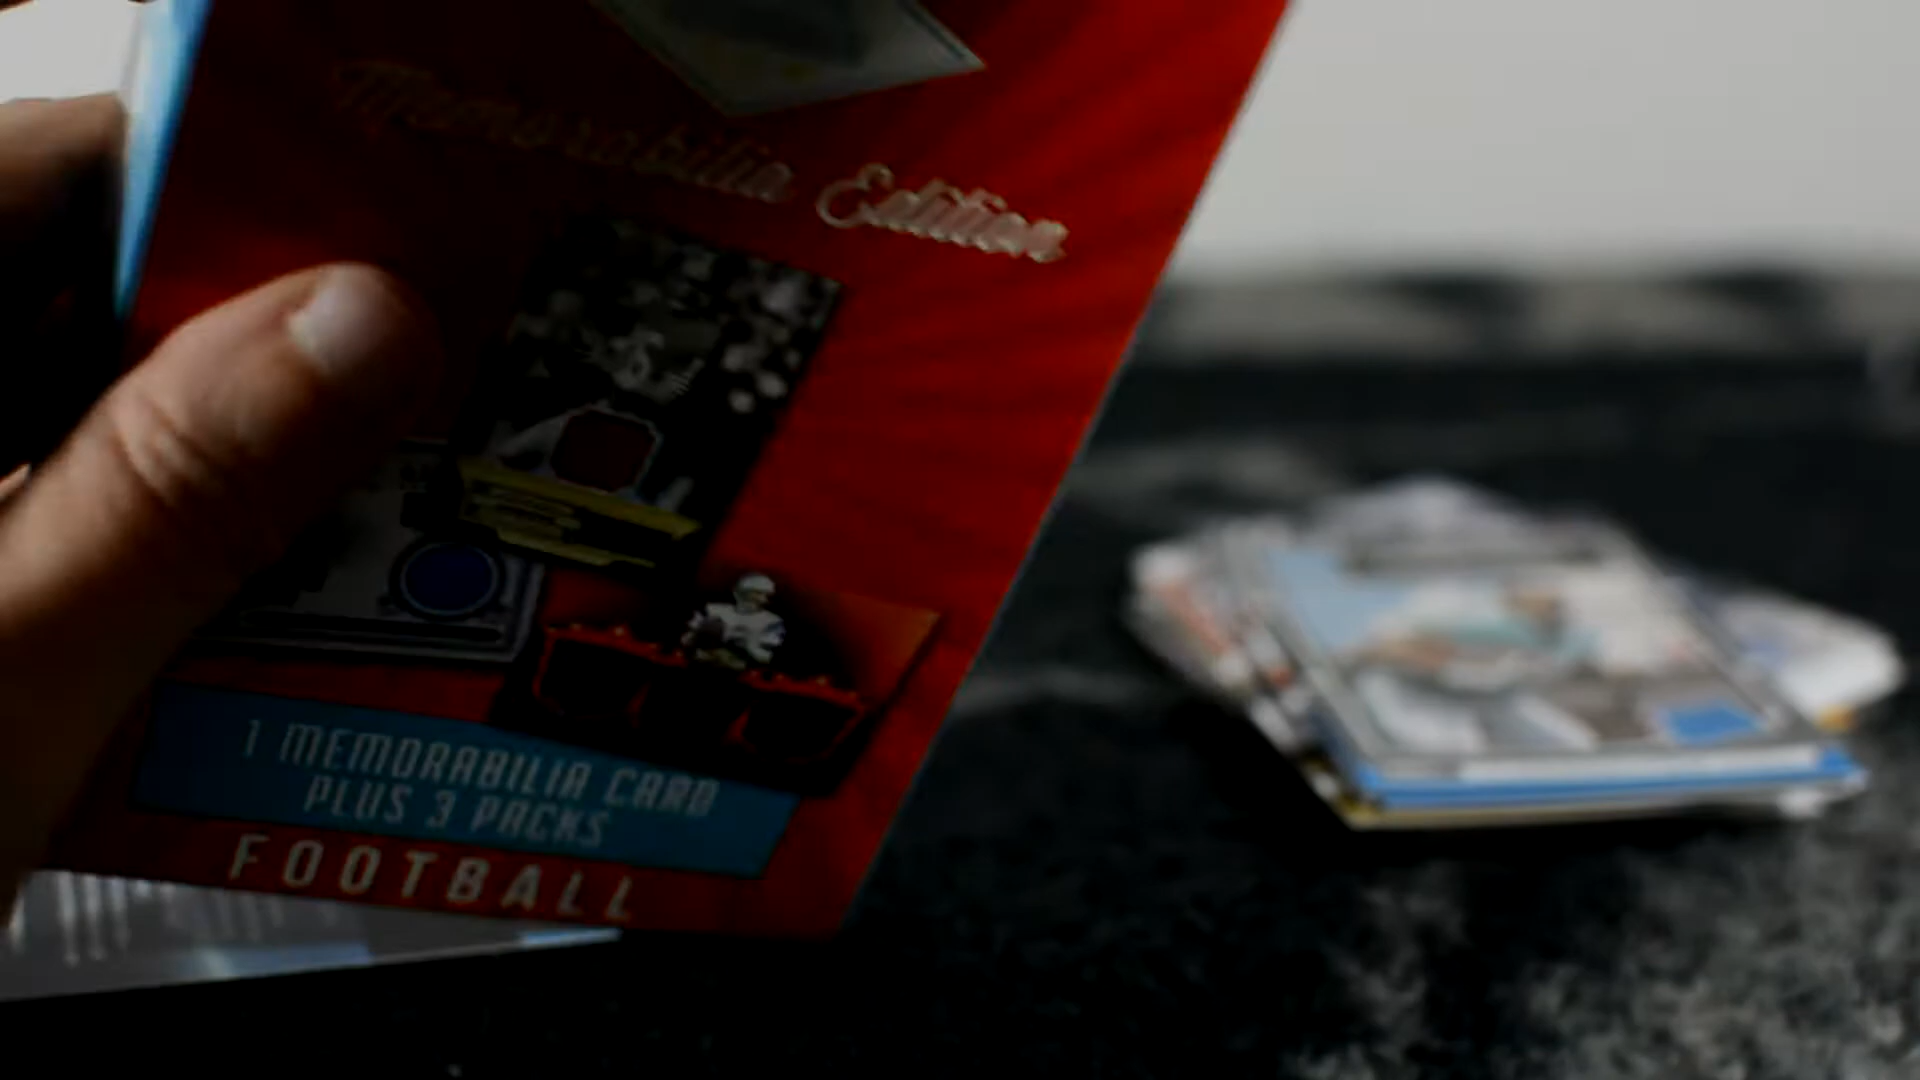 Memorabilia Edition
1 MEMORABILIA CARD
PLUS 3 PACKS
FOOTBALL